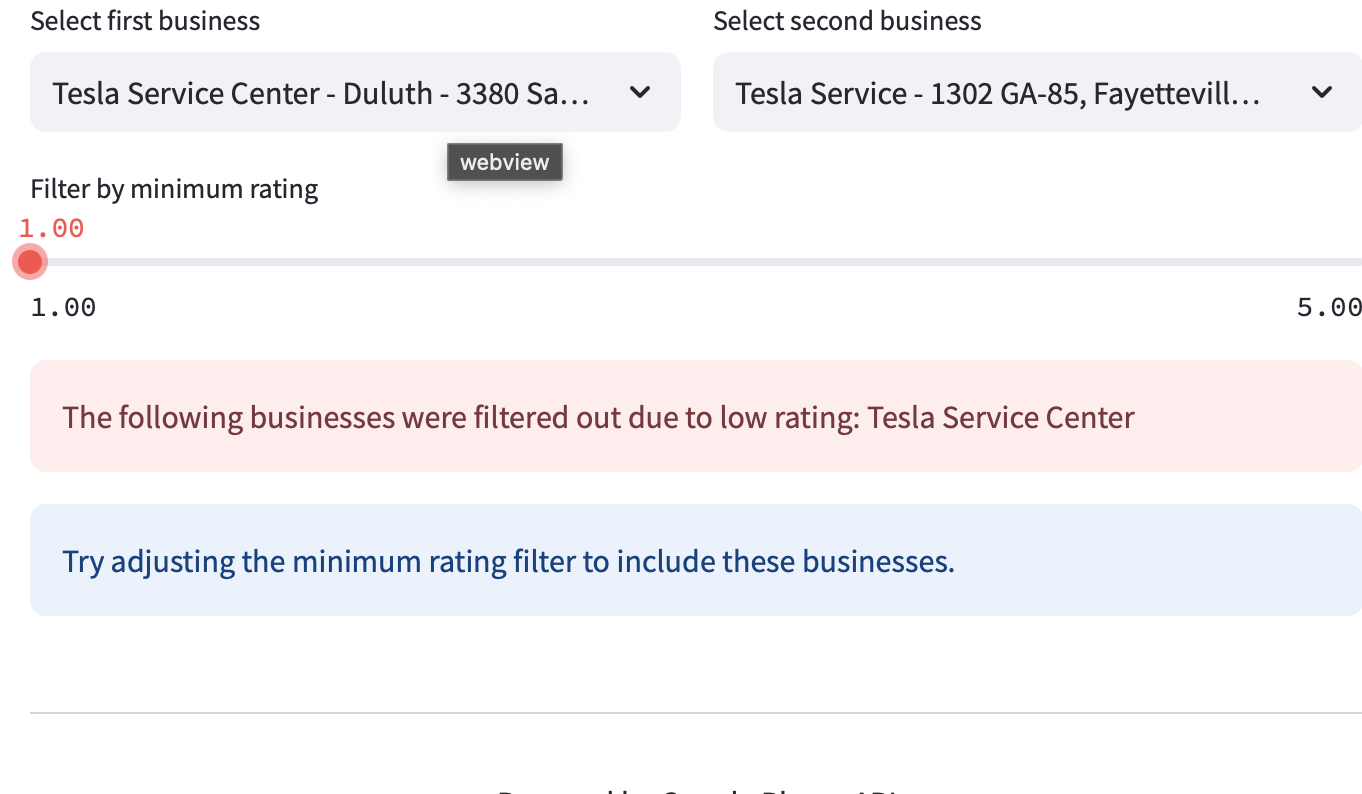 Select first business
Select second business
Tesla Service Center - Duluth - 3380 Sa...
Tesla Service - 1302 GA-85, Fayettevill...
webview
Filter by minimum rating
1.00
1.00
5.00
The following businesses were filtered out due to low rating: Tesla Service Center
Try adjusting the minimum rating filter to include these businesses.